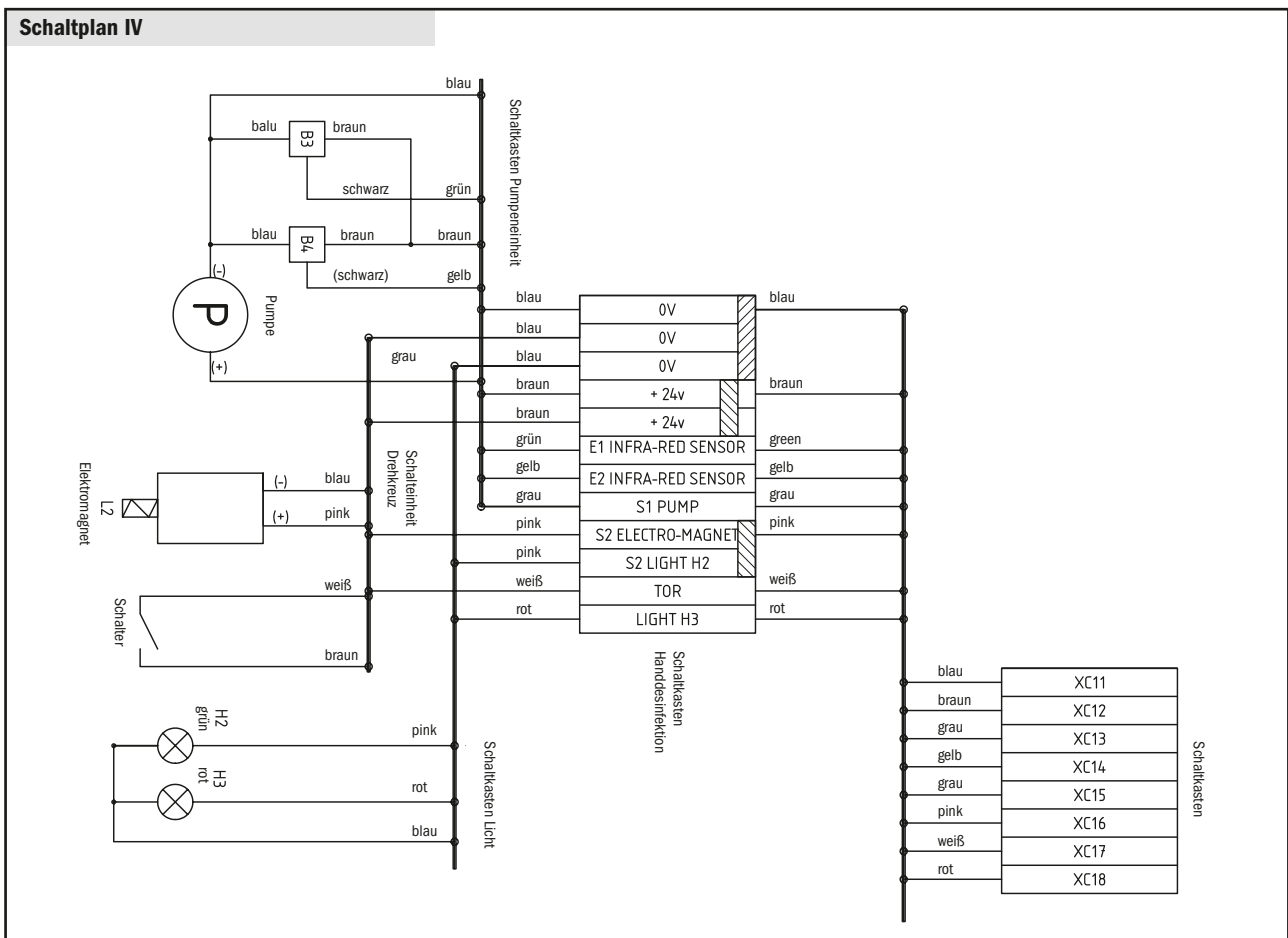 Schaltplan IV
blau
balu
B3
braun
schwarz
grün
blau
B4
braun
braun
(schwarz)
gelb
Schaltkasten Pumpeneinheit
(-)
P
Pumpe
(+)
grau
blau
0V
blau
blau
0V
blau
0V
braun
+ 24v
braun
braun
+ 24v
grün
E1 INFRA-RED SENSOR
green
gelb
E2 INFRA-RED SENSOR
gelb
grau
S1 PUMP
grau
pink
S2 ELECTRO-MAGNET
pink
pink
S2 LIGHT H2
weiß
TOR
weiß
rot
LIGHT H3
rot
Schaltkasten
Handdesinfektion
Elektromagnet
L2
(-)
blau
(+)
pink
Schalteinheit
Drehkreuz
weiß
Schalter
braun
H2
grün
pink
H3
rot
rot
blau
Schaltkasten Licht
blau
XC11
braun
XC12
grau
XC13
gelb
XC14
grau
XC15
pink
XC16
weiß
XC17
rot
XC18
Schaltkasten